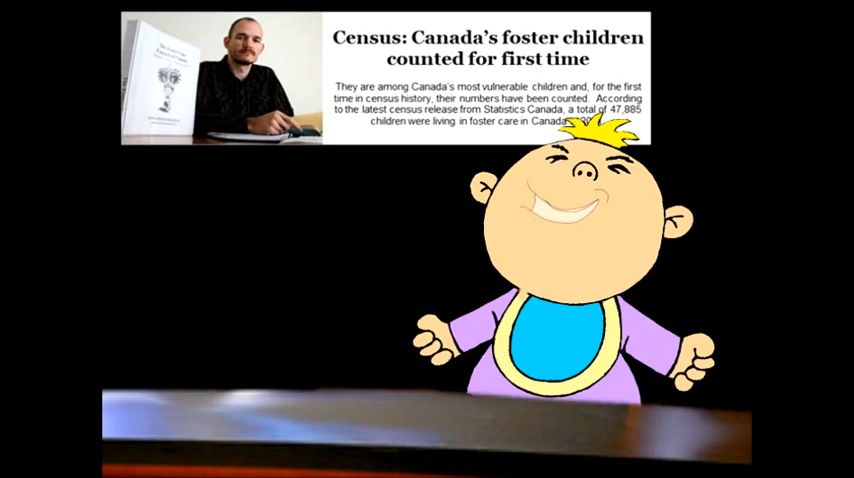 Census: Canada's foster children
counted for first time
They are among Canada's most vulnerable children and, for the first
time in census history, their numbers have been counted. According
to the latest census release from Statistics Canada, a total of 47,885
children were living in foster care in Canada